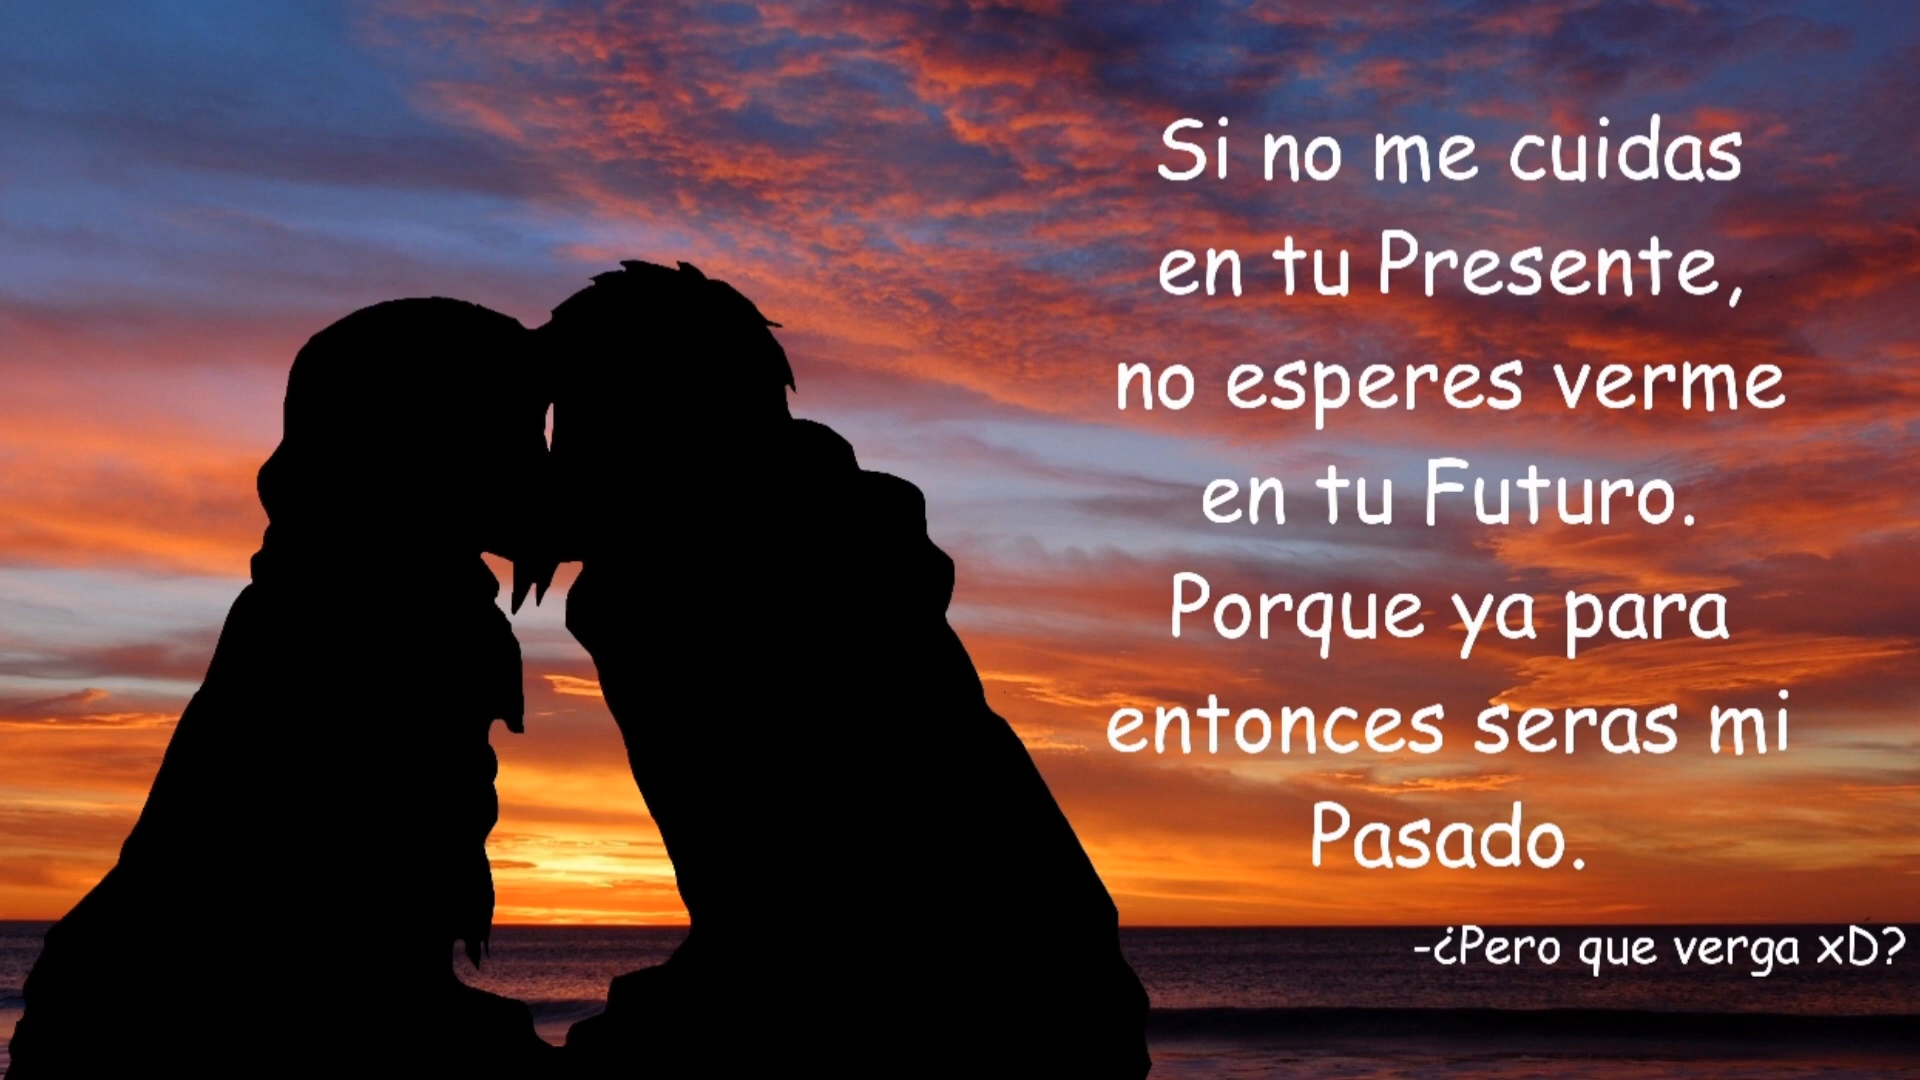 Si no me cuidas
en tu Presente,
no esperes verme
en tu Futuro.
Porque ya para
entonces seras mi
Pasado.
-¿Pero que verga xD?